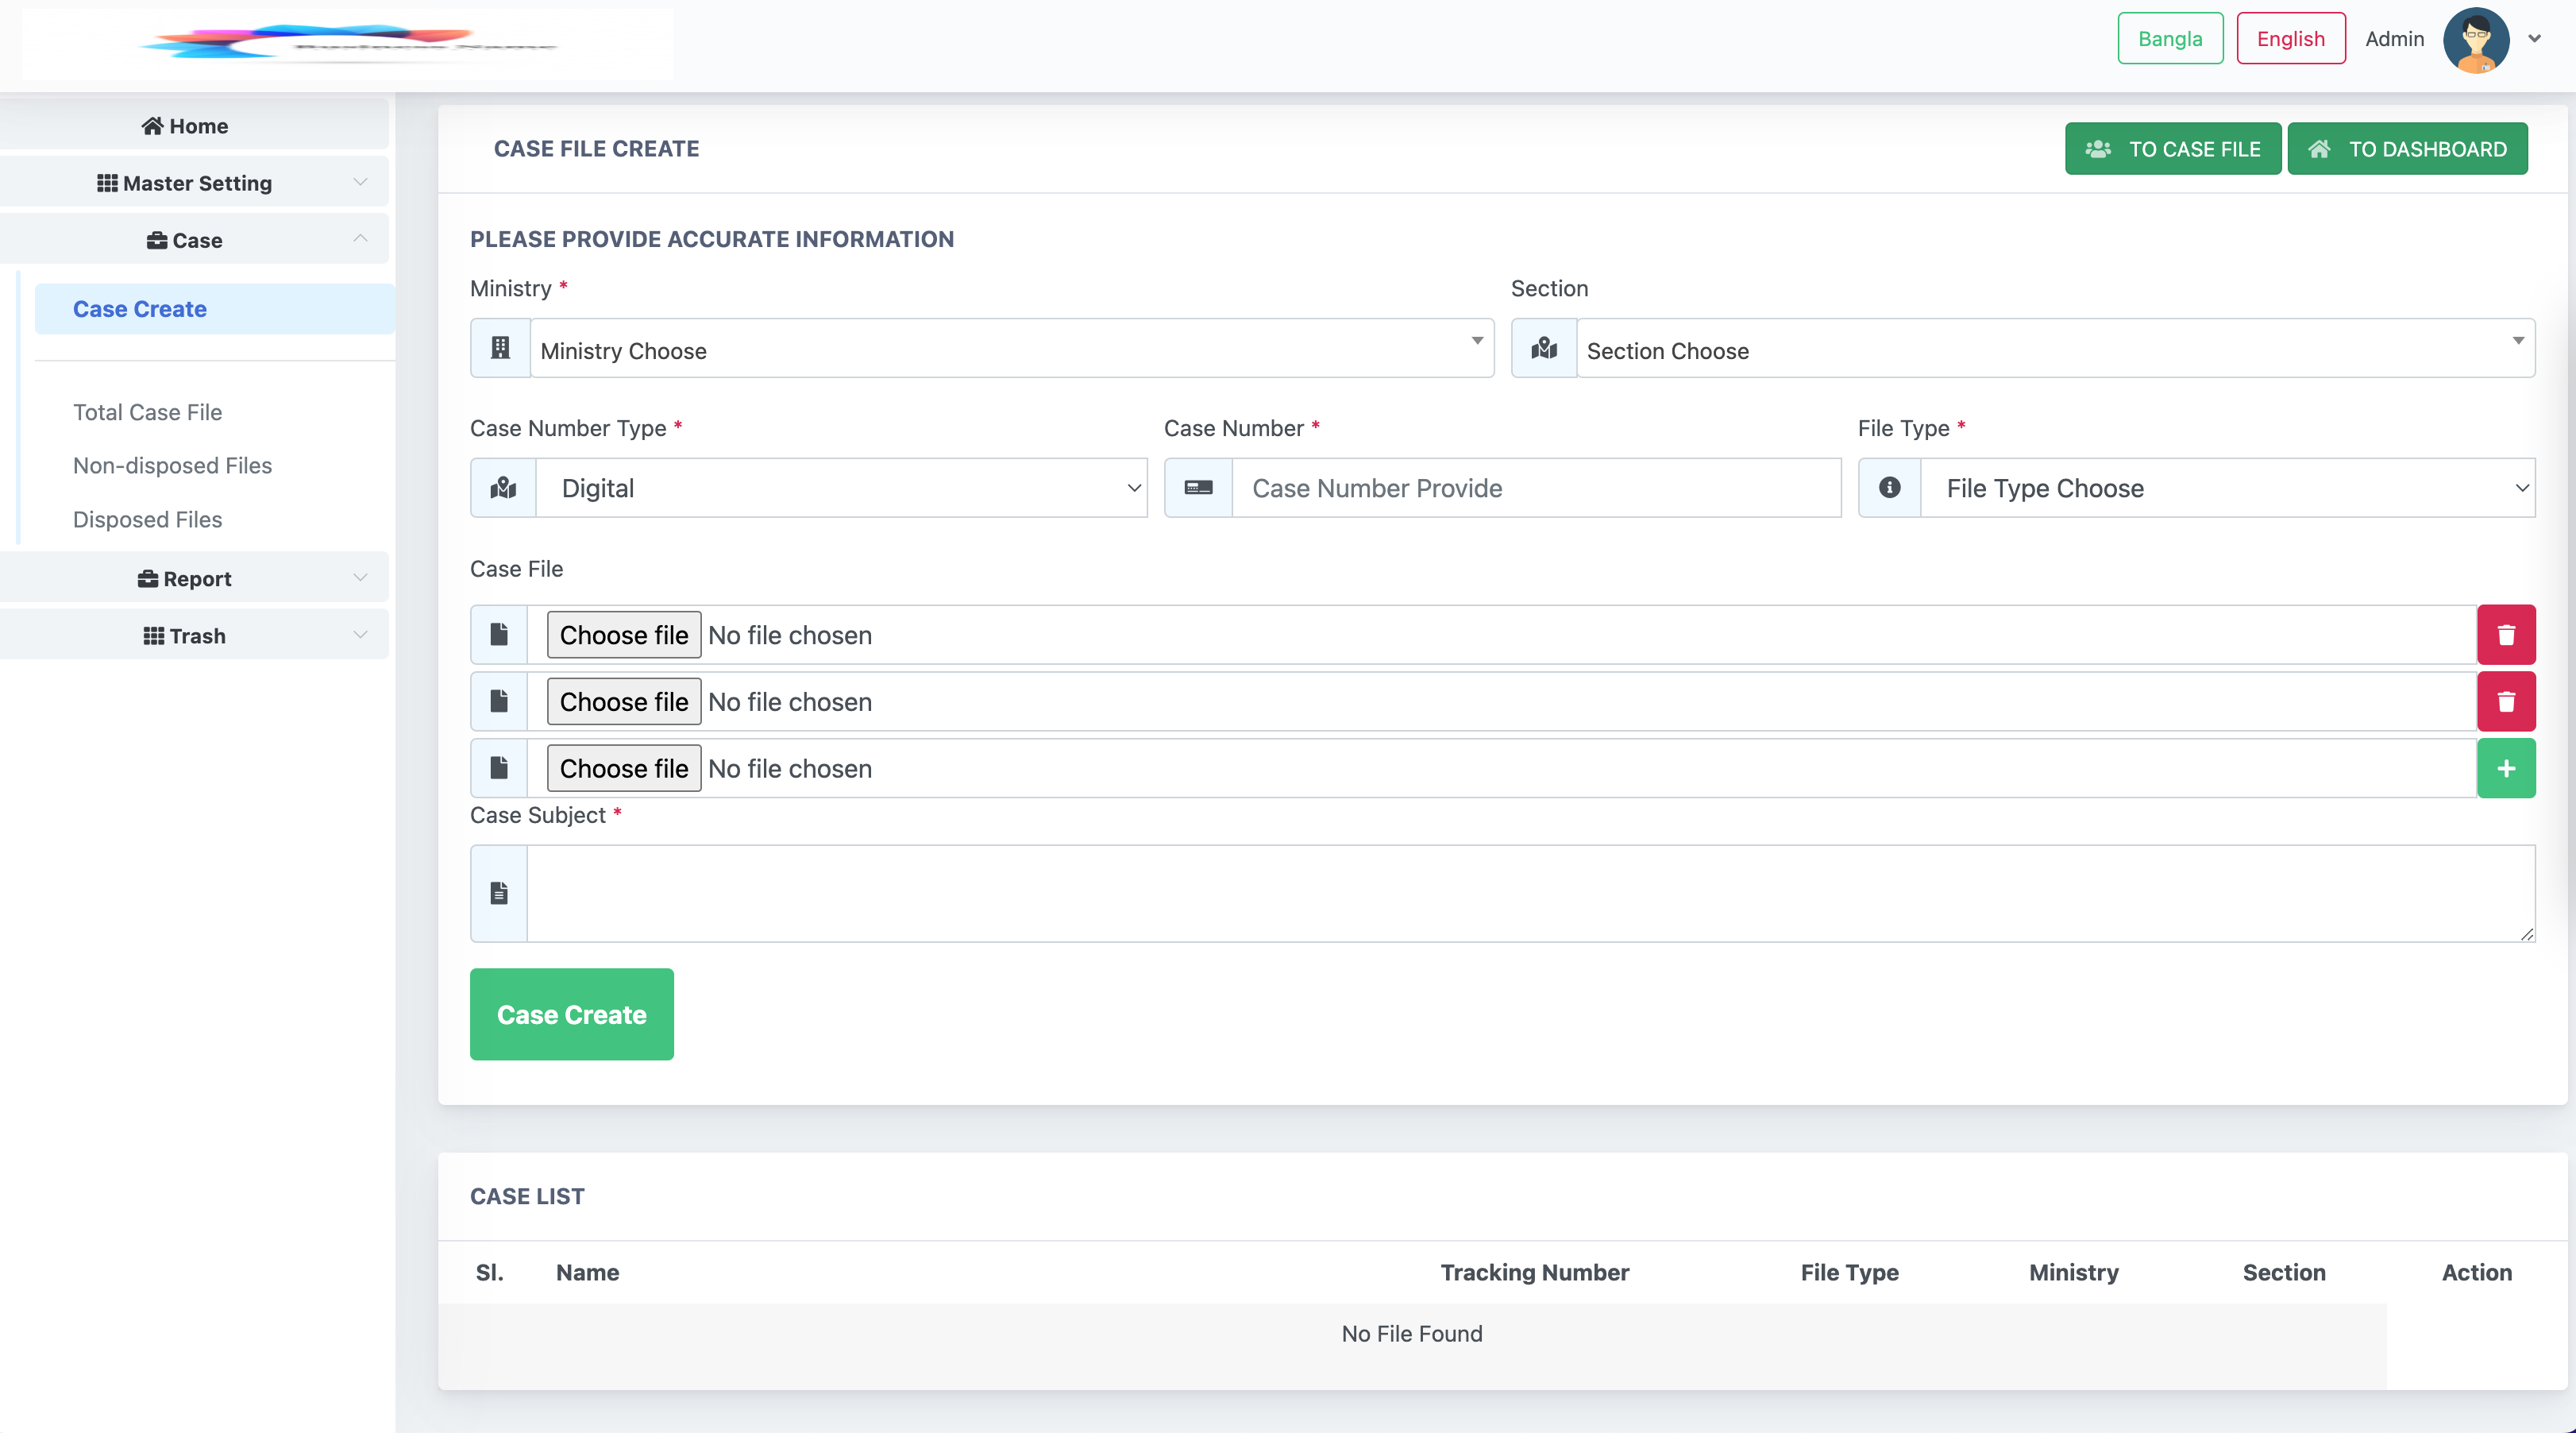 Business Name
Bangla English Admin
Home
Master Setting
Case
Case Create
Total Case File
Non-disposed Files
Disposed Files
Report
Trash
CASE FILE CREATE
TO CASE FILE
TO DASHBOARD
PLEASE PROVIDE ACCURATE INFORMATION
Ministry *
Ministry Choose
Section
Section Choose
Case Number Type *
Digital
Case Number *
Case Number Provide
File Type *
File Type Choose
Case File
Choose file No file chosen
Choose file No file chosen
Choose file No file chosen
Case Subject *
Case Create
CASE LIST
Sl. Name Tracking Number File Type Ministry Section Action
No File Found